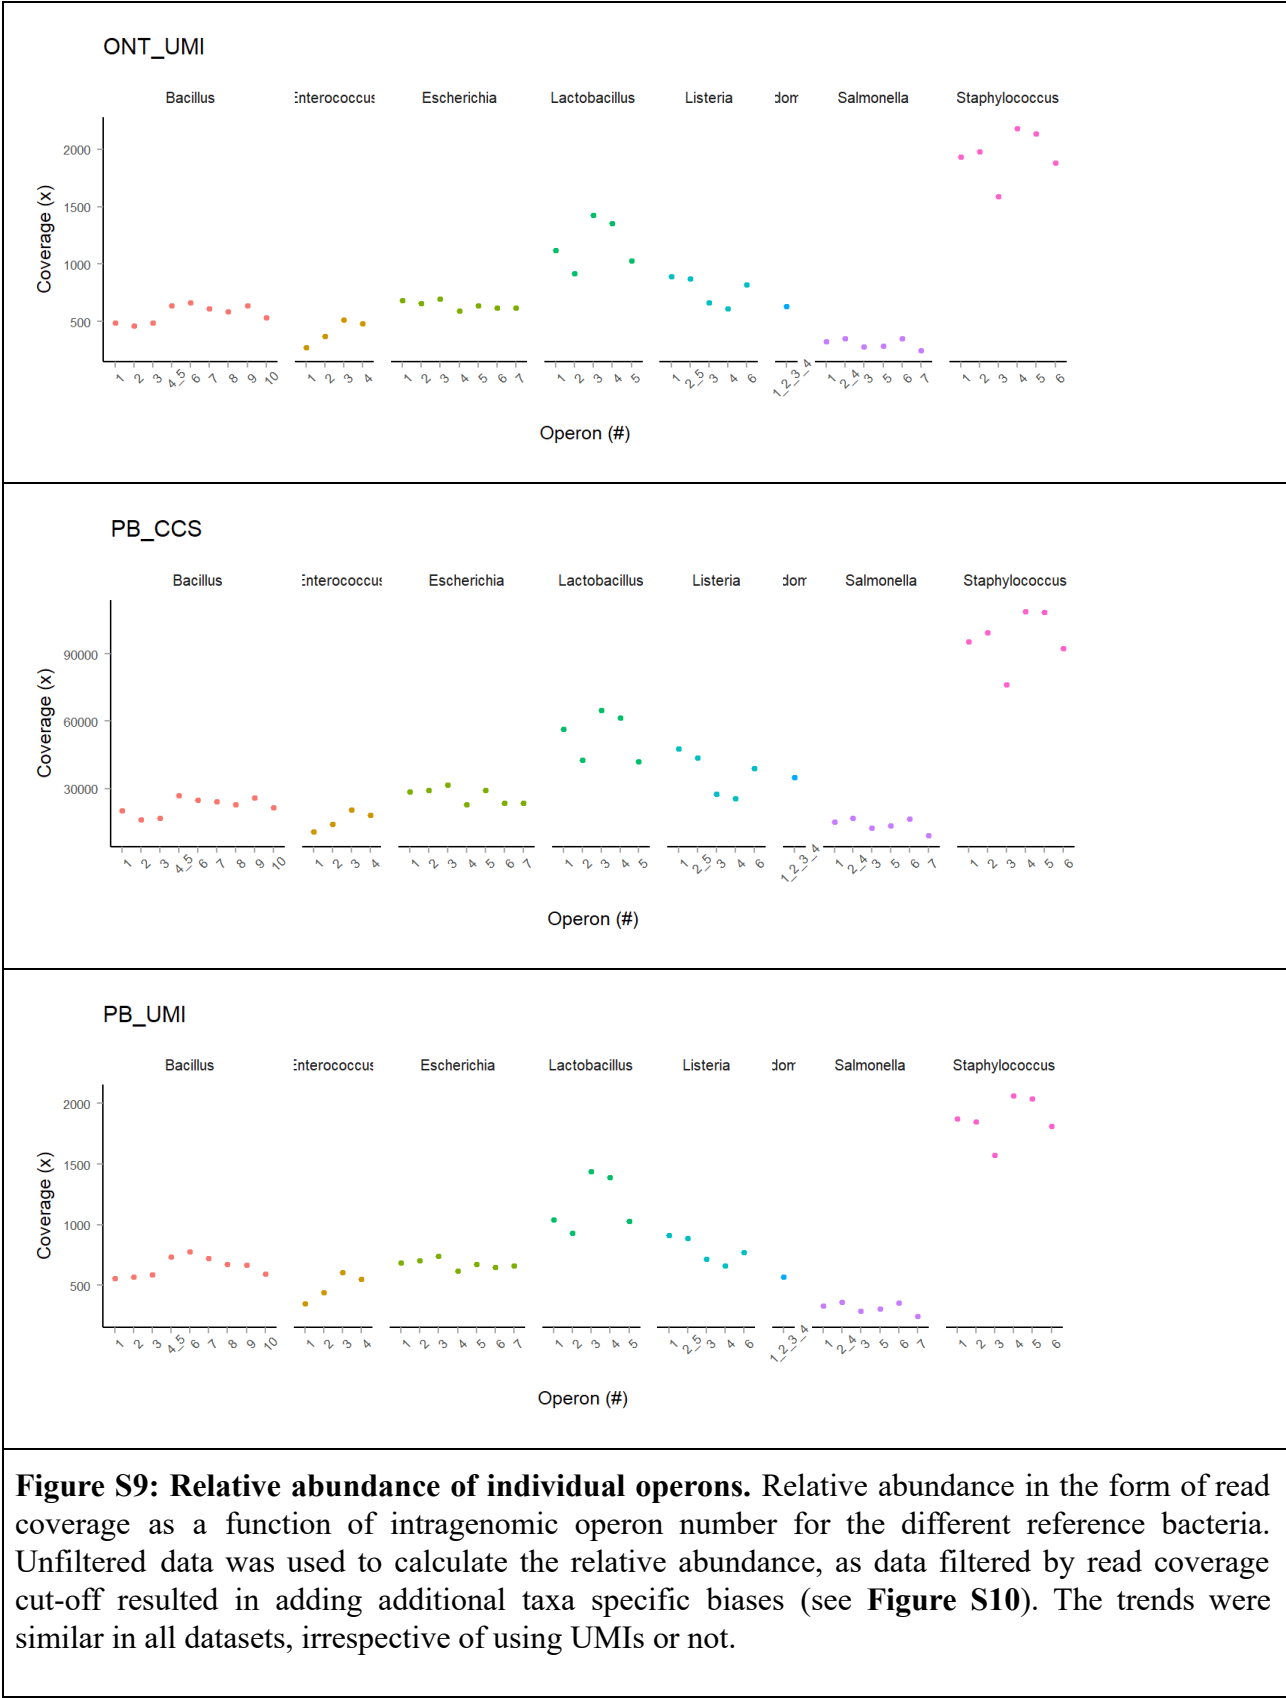 ONT_UMI
Bacillus Enterococcus Escherichia Lactobacillus Listeria dom Salmonella Staphylococcus
2000
1500
1000
500
Coverage (x)
1 2 3 4_5 6 7 8 9 10 1 2 3 4 1 2 3 4 5 6 7 1 2 3 4 5 1 2_5 3 4 6 1_2_3_4 1 2_4 3 5 6 7 1 2 3 4 5 6
Operon (#)
PB_CCS
Bacillus Enterococcus Escherichia Lactobacillus Listeria dom Salmonella Staphylococcus
90000
60000
30000
Coverage (x)
1 2 3 4_5 6 7 8 9 10 1 2 3 4 1 2 3 4 5 6 7 1 2 3 4 5 1 2_5 3 4 6 1_2_3_4 1 2_4 3 5 6 7 1 2 3 4 5 6
Operon (#)
PB_UMI
Bacillus Enterococcus Escherichia Lactobacillus Listeria dom Salmonella Staphylococcus
2000
1500
1000
500
Coverage (x)
1 2 3 4_5 6 7 8 9 10 1 2 3 4 1 2 3 4 5 6 7 1 2 3 4 5 1 2_5 3 4 6 1_2_3_4 1 2_4 3 5 6 7 1 2 3 4 5 6
Operon (#)
Figure S9: Relative abundance of individual operons. Relative abundance in the form of read
coverage as a function of intragenomic operon number for the different reference bacteria.
Unfiltered data was used to calculate the relative abundance, as data filtered by read coverage
cut-off resulted in adding additional taxa specific biases (see Figure S10). The trends were
similar in all datasets, irrespective of using UMIs or not.